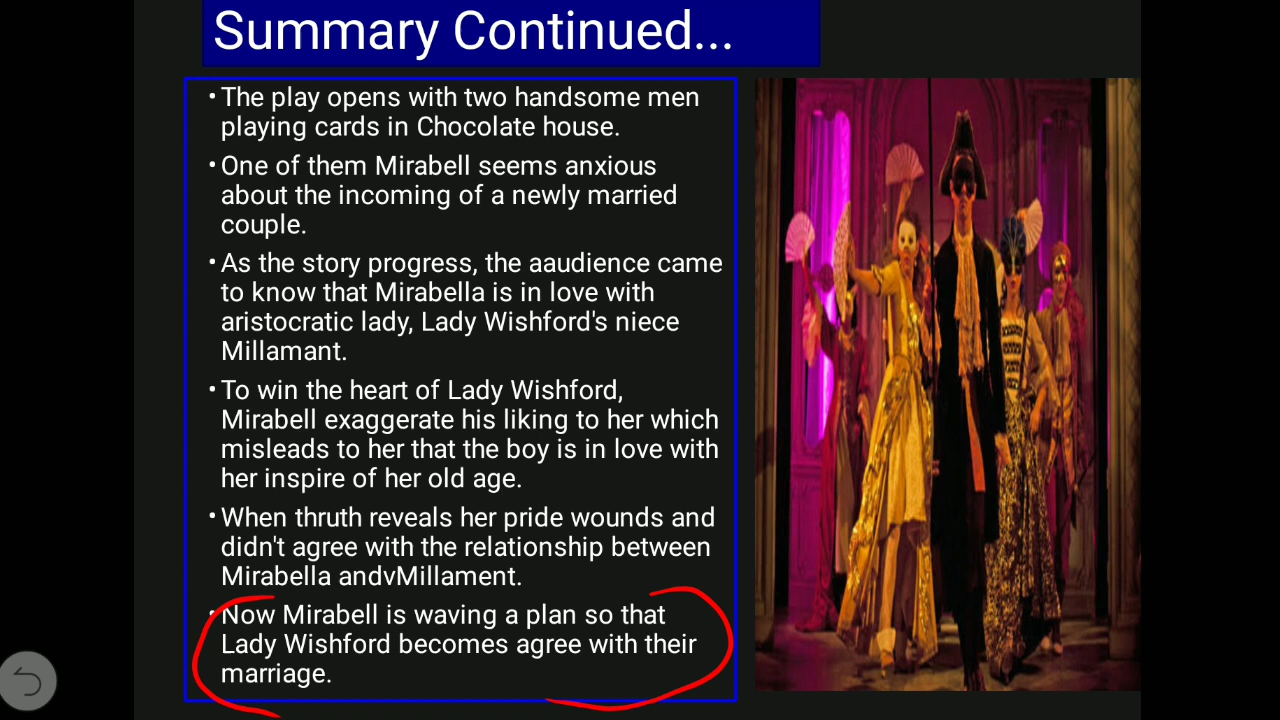 Summary Continued...
•The play opens with two handsome men
playing cards in Chocolate house.
•One of them Mirabell seems anxious
about the incoming of a newly married
couple.
•As the story progress, the aaudience came
to know that Mirabella is in love with
aristocratic lady, Lady Wishford's niece
Millamant.
•To win the heart of Lady Wishford,
Mirabell exaggerate his liking to her which
misleads to her that the boy is in love with
her inspire of her old age.
•When thruth reveals her pride wounds and
didn't agree with the relationship between
Mirabella andvMillament.
•Now Mirabell is waving a plan so that
Lady Wishford becomes agree with their
marriage.